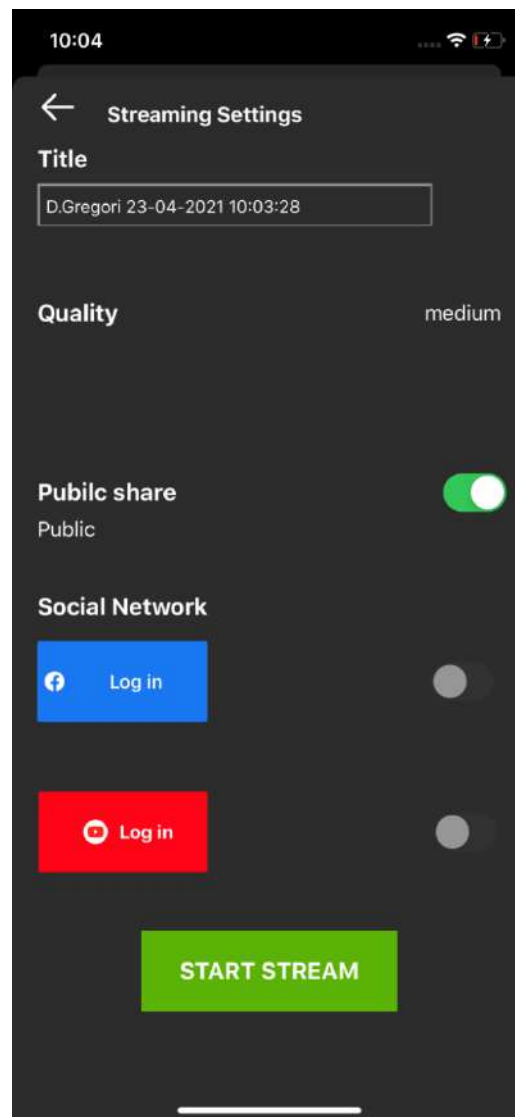 10:04
Streaming Settings
Title
D.Gregori 23-04-2021 10:03:28
Quality medium
Pubilc share
Public
Social Network
Log in
Log in
START STREAM